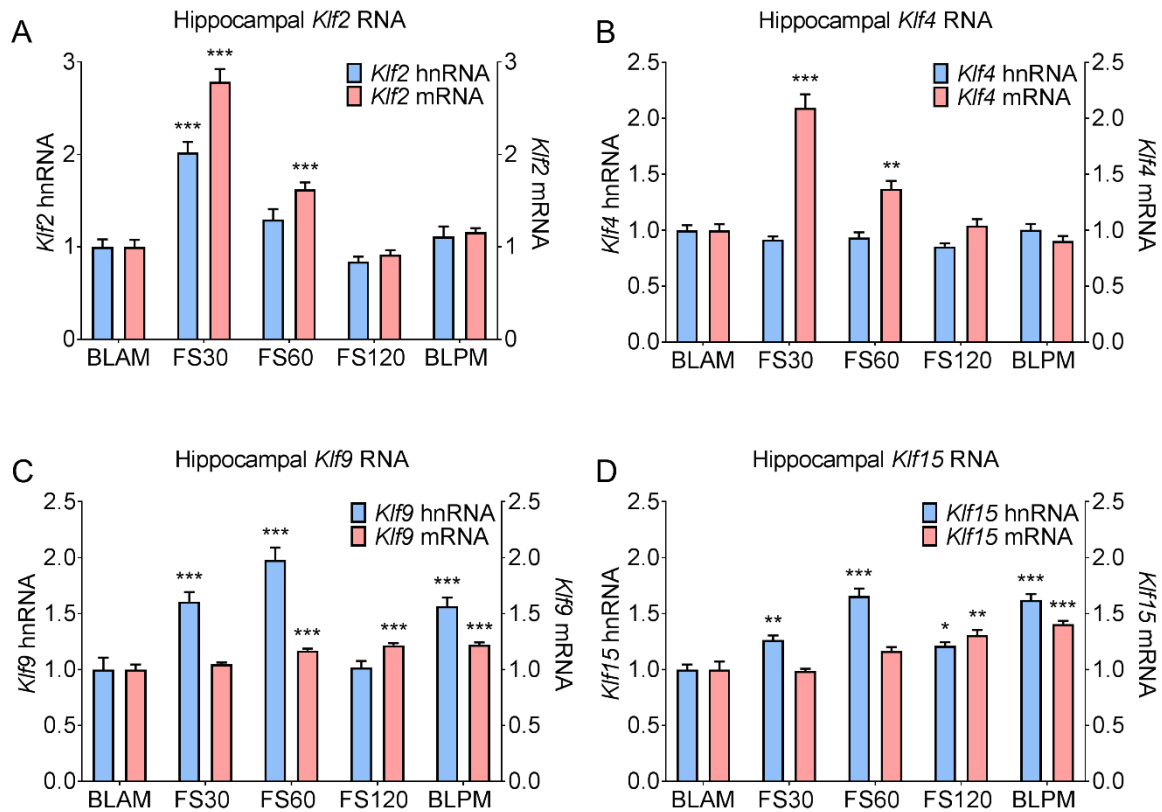 A
Hippocampal Klf2 RNA
Klf2 hnRNA
Klf2 mRNA
*** *** ***
3
2
1
0
Klf2 hnRNA
3
2
1
0
Klf2 mRNA
BLAM FS30 FS60 FS120 BLPM
B
Hippocampal Klf4 RNA
Klf4 hnRNA
Klf4 mRNA
*** **
2.5
2.0
1.5
1.0
0.5
0.0
Klf4 hnRNA
2.5
2.0
1.5
1.0
0.5
0.0
Klf4 mRNA
BLAM FS30 FS60 FS120 BLPM
C
Hippocampal Klf9 RNA
Klf9 hnRNA
Klf9 mRNA
*** *** *** *** *** ***
2.5
2.0
1.5
1.0
0.5
0.0
Klf9 hnRNA
2.5
2.0
1.5
1.0
0.5
0.0
Klf9 mRNA
BLAM FS30 FS60 FS120 BLPM
D
Hippocampal Klf15 RNA
Klf15 hnRNA
Klf15 mRNA
** *** * ** *** ***
2.5
2.0
1.5
1.0
0.5
0.0
Klf15 hnRNA
2.5
2.0
1.5
1.0
0.5
0.0
Klf15 mRNA
BLAM FS30 FS60 FS120 BLPM